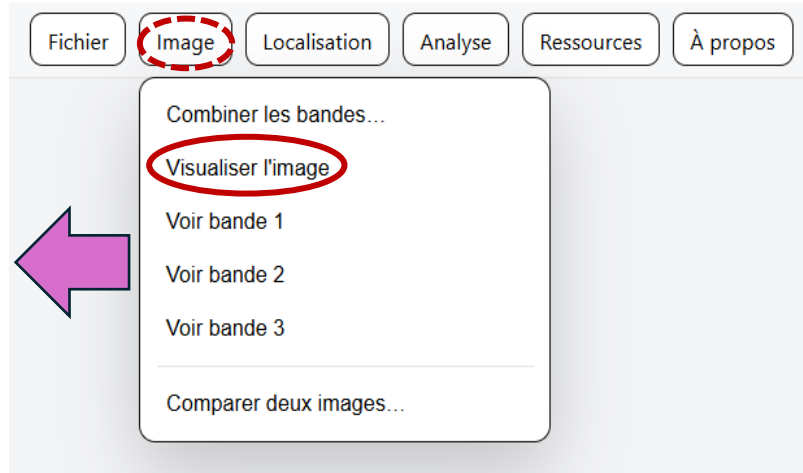 Fichier Image Localisation Analyse Ressources À propos
Combiner les bandes…
Visualiser l'image
Voir bande 1
Voir bande 2
Voir bande 3
Comparer deux images…